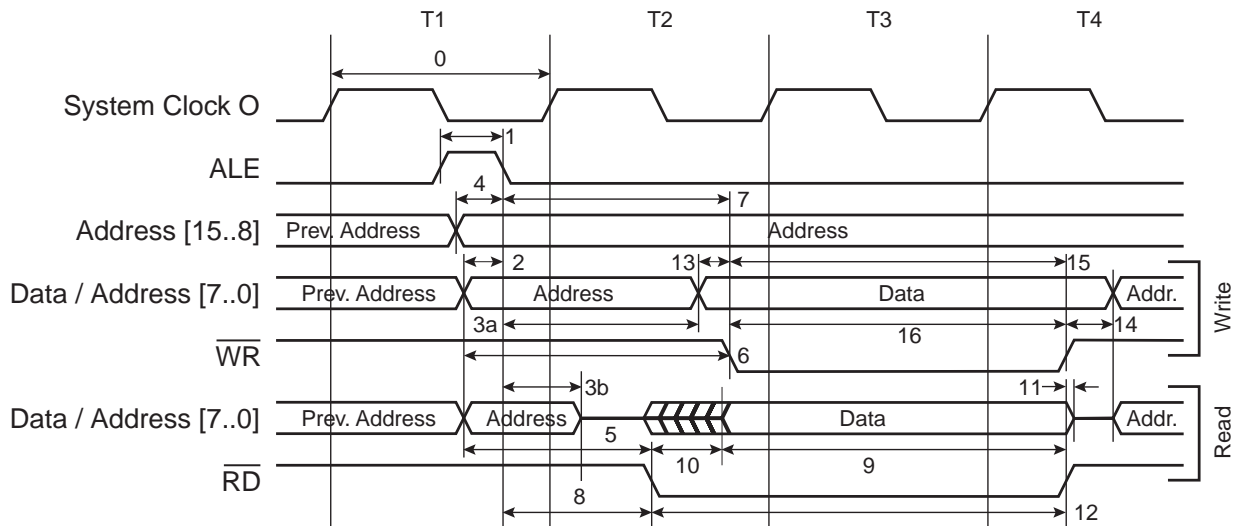 T1 T2 T3 T4
0
System Clock O
1
ALE
4 7
Address [15..8] Prev. Address Address
2 13 15
Data / Address [7..0] Prev. Address Address Data Addr.
3a 16 14
WR 6
Write
3b 11
Data / Address [7..0] Prev. Address Address Data Addr.
5 10 9
RD
8 12
Read